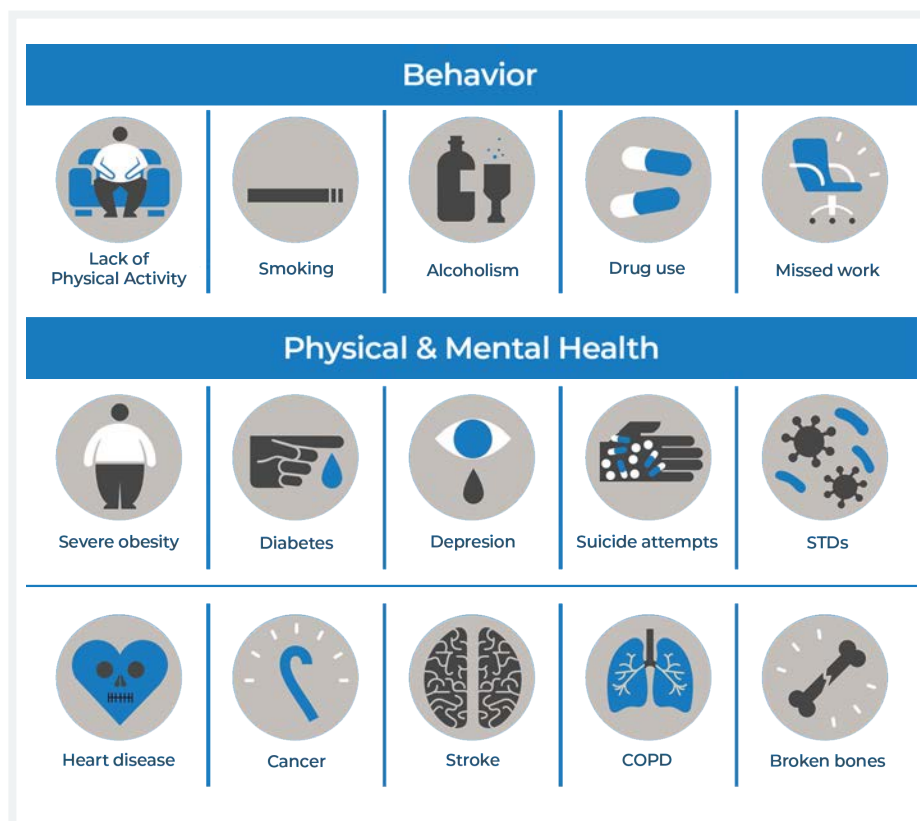 Behavior
Lack of
Physical Activity
Smoking
Alcoholism
Drug use
Missed work
Physical & Mental Health
Severe obesity
Diabetes
Depresion
Suicide attempts
STDs
Heart disease
Cancer
Stroke
COPD
Broken bones